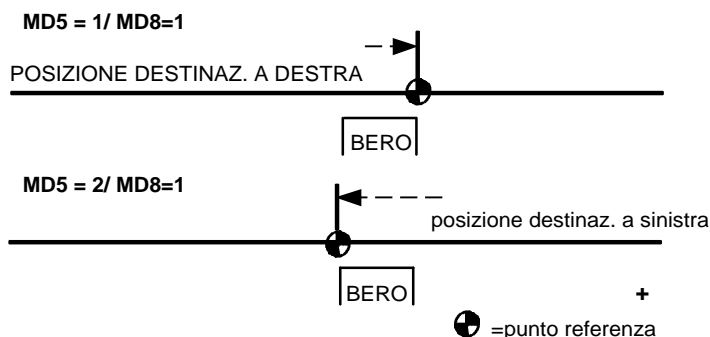 MD5 = 1/ MD8=1
POSIZIONE DESTINAZ. A DESTRA
BERO
MD5 = 2/ MD8=1
posizione destinaz. a sinistra
BERO
+
=punto referenza